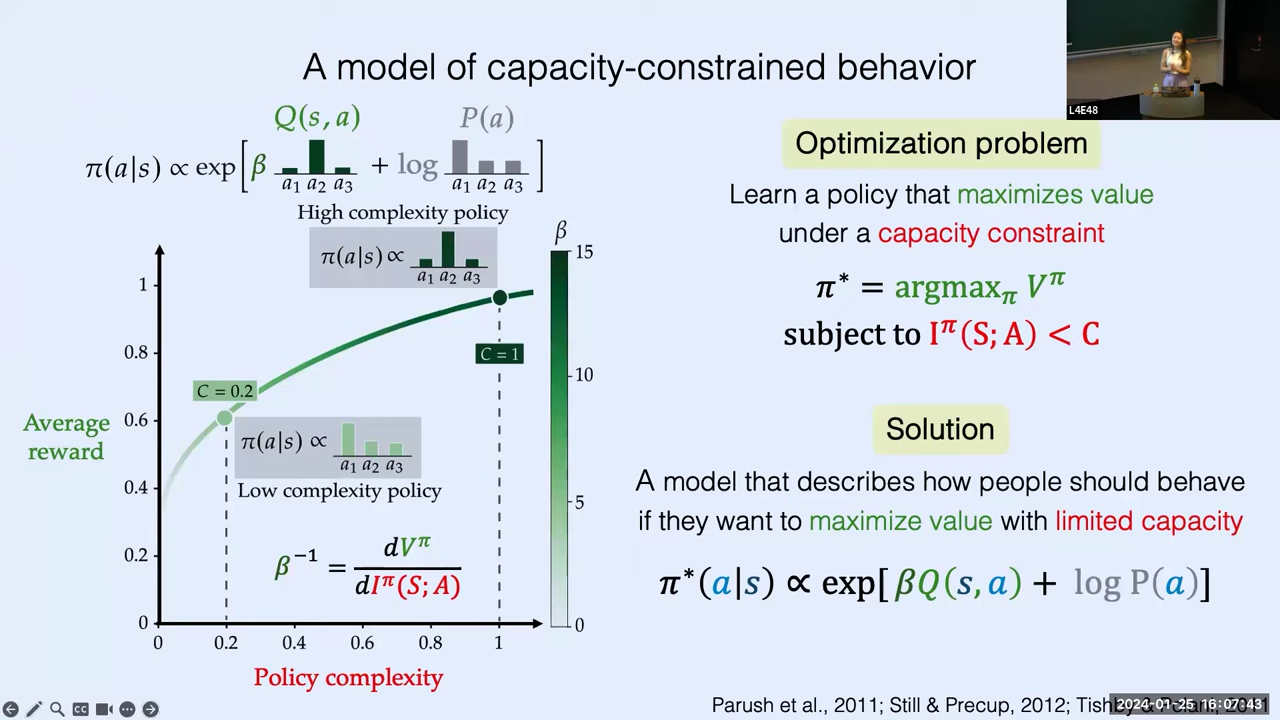 A model of capacity-constrained behavior
L4E48
Q(s, a) P(a)
π(a|s) ∝ exp[β a₁ a₂ a₃ + log a₁ a₂ a₃]
High complexity policy
π(a|s) ∝ a₁ a₂ a₃
β
15
10
5
0
1
0.8
0.6
0.4
0.2
0
C = 1
C = 0.2
Average
reward
π(a|s) ∝ a₁ a₂ a₃
Low complexity policy
β⁻¹ = dVπ / dIπ(S; A)
0 0.2 0.4 0.6 0.8 1
Policy complexity
Optimization problem
Learn a policy that maximizes value
under a capacity constraint
π* = argmaxπ Vπ
subject to Iπ(S; A) < C
Solution
A model that describes how people should behave
if they want to maximize value with limited capacity
π*(a|s) ∝ exp[βQ(s, a) + log P(a)]
CC
Parush et al., 2011; Still & Precup, 2012;
2024-01-25 16:07:43